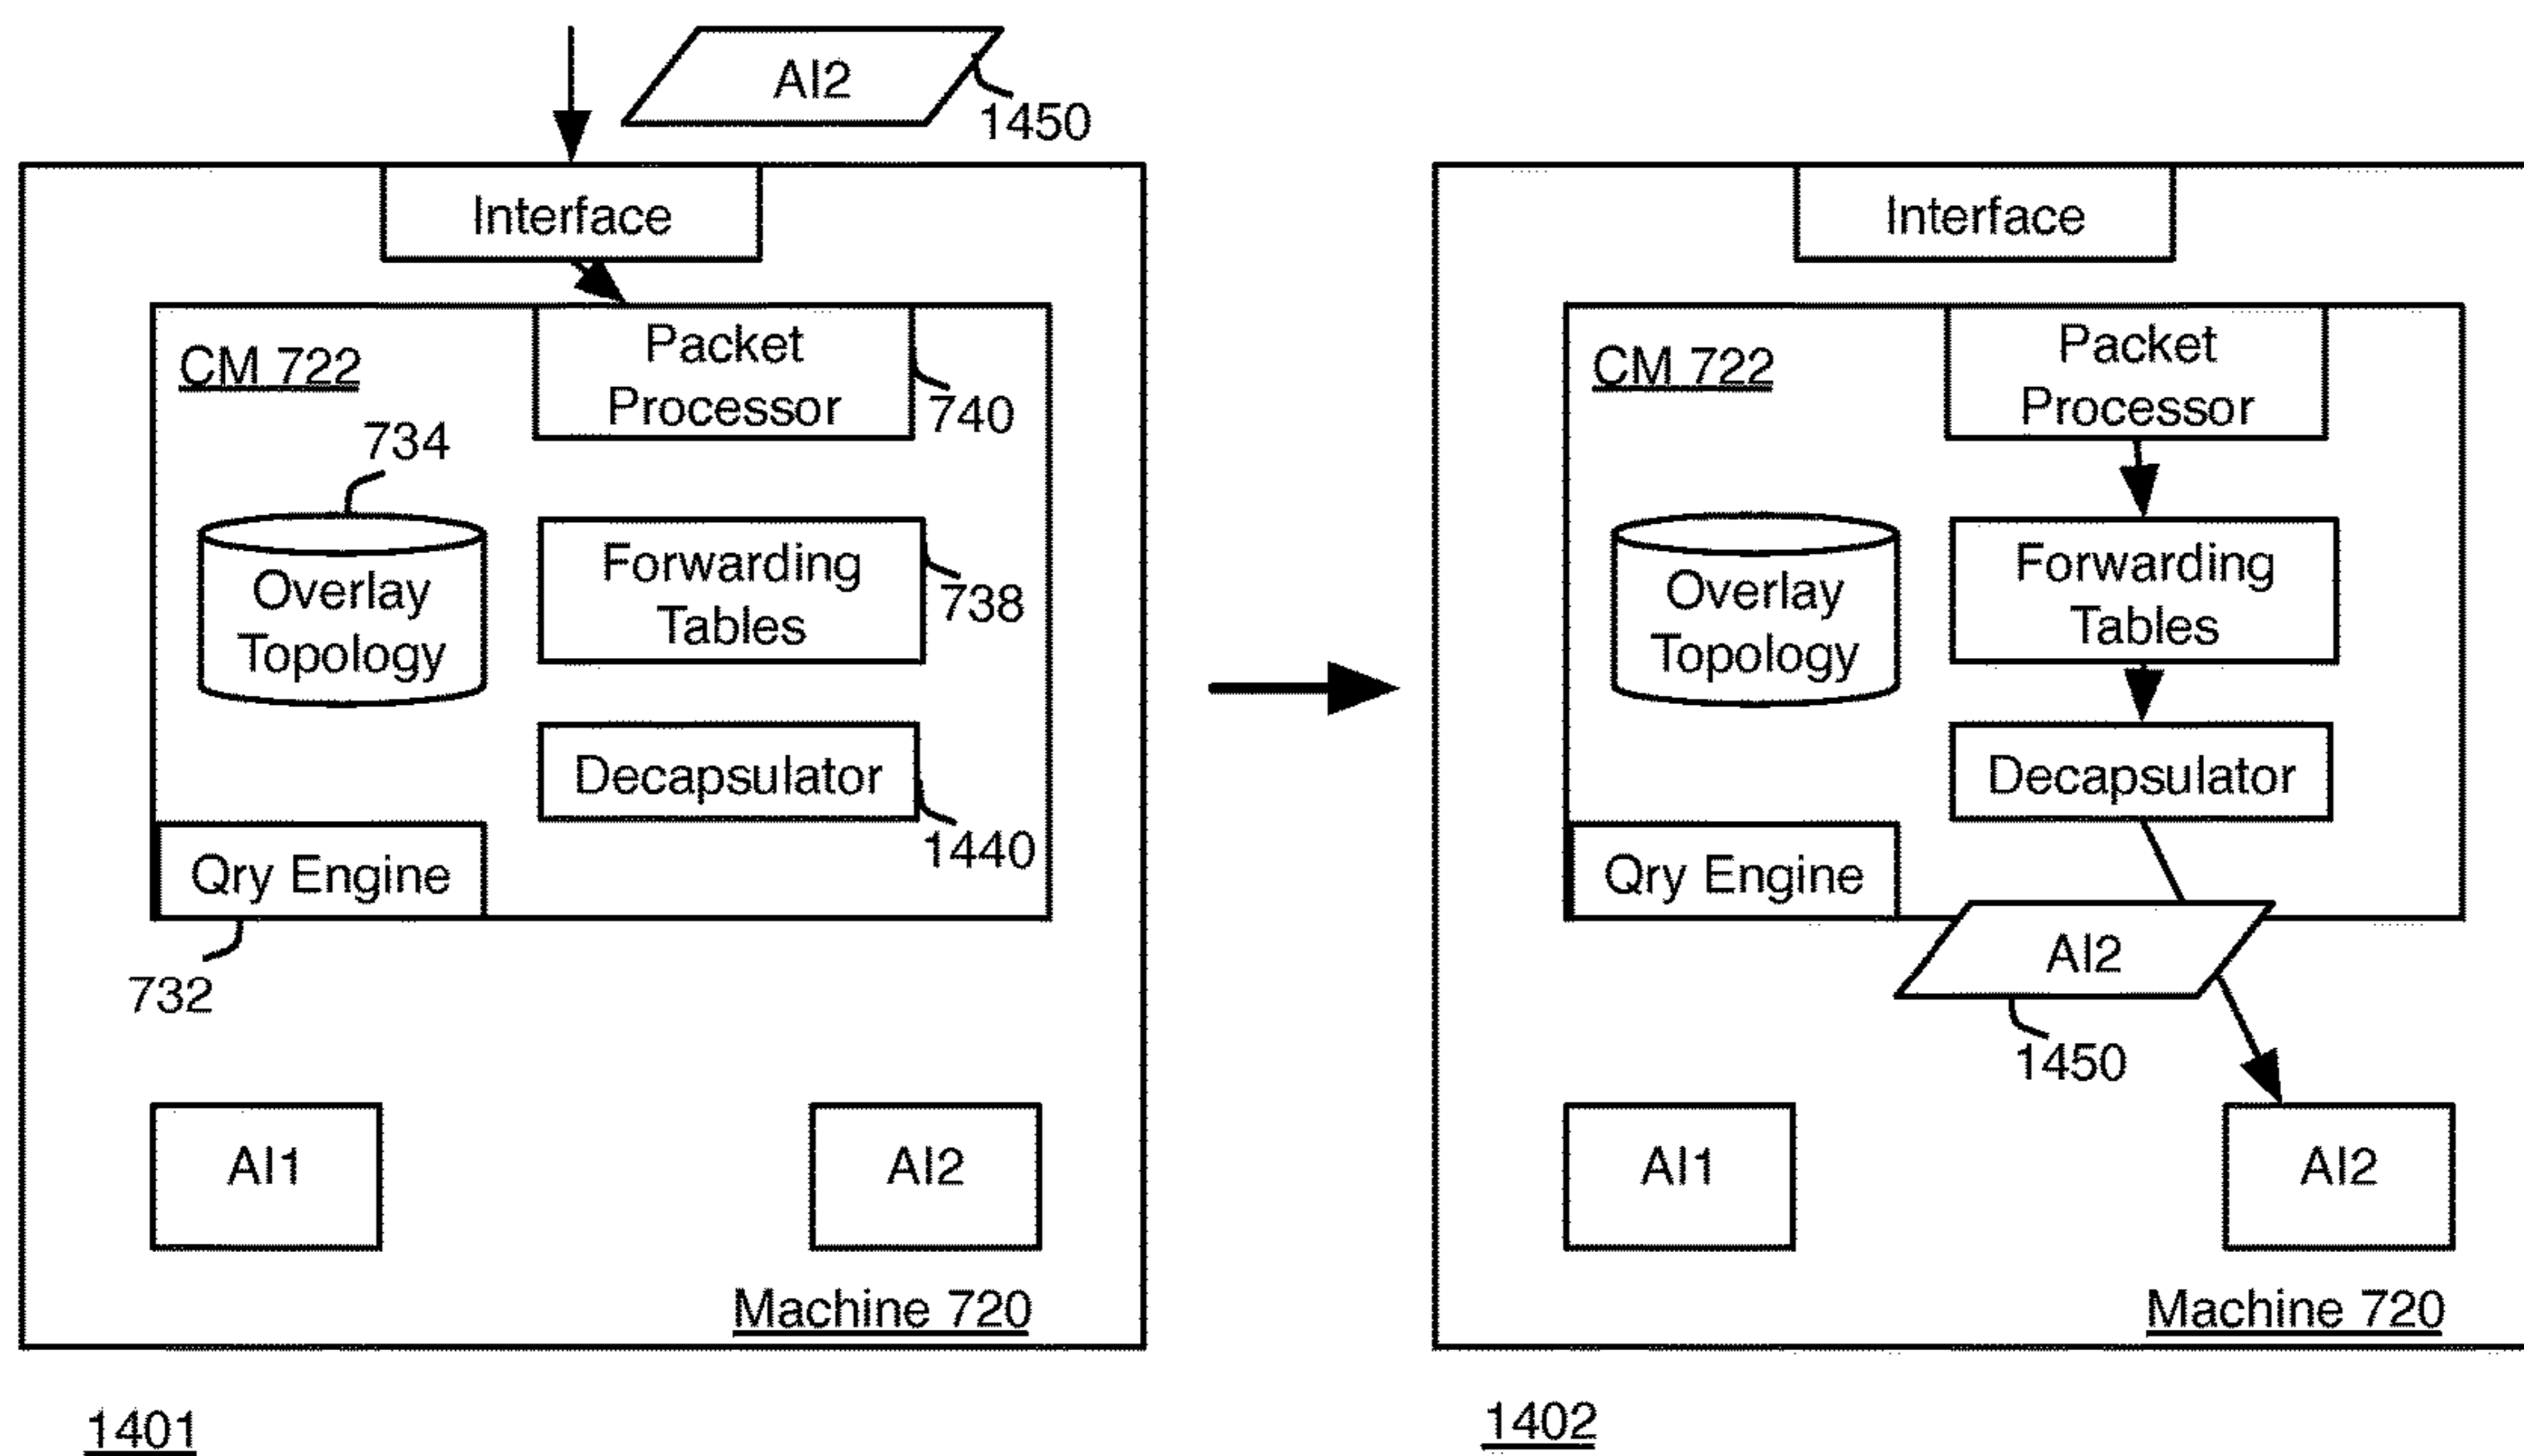 AI2
1450
Interface
Packet
Processor
CM 722
740
734
Overlay
Topology
Forwarding
Tables
738
Decapsulator
1440
Qry Engine
732
AI1
AI2
Machine 720
1401
Interface
Packet
Processor
CM 722
Overlay
Topology
Forwarding
Tables
Decapsulator
Qry Engine
AI2
1450
AI1
AI2
Machine 720
1402